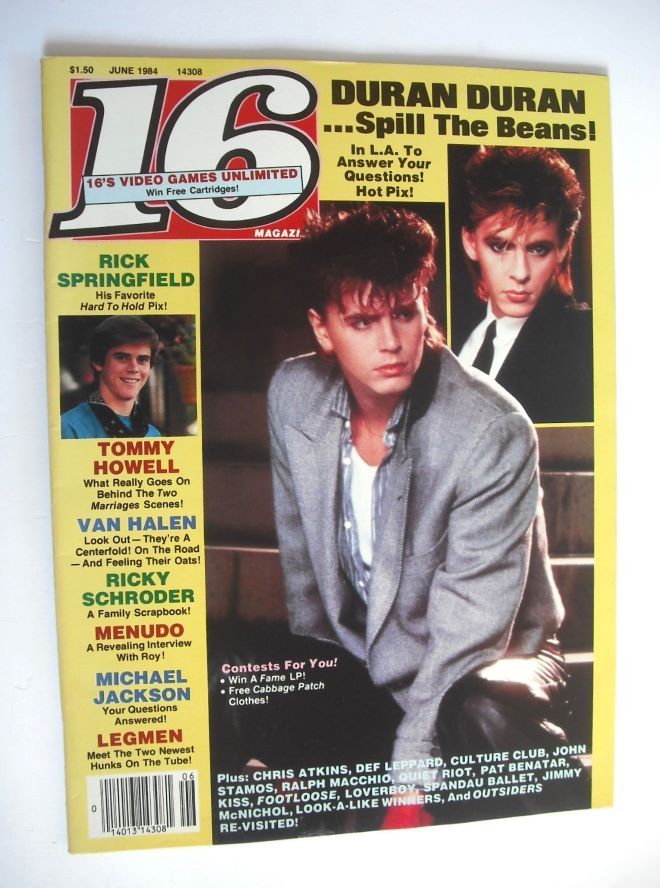 $1.50 JUNE 1984 14308
16
16'S VIDEO GAMES UNLIMITED
Win Free Cartridges!
MAGAZI
DURAN DURAN
...Spill The Beans!
In L.A. To
Answer Your
Questions!
Hot Pix!
RICK
SPRINGFIELD
His Favorite
Hard To Hold Pix!
TOMMY
HOWELL
What Really Goes On
Behind The Two
Marriages Scenes!
VAN HALEN
Look Out—They're A
Centerfold! On The Road
—And Feeling Their Oats!
RICKY
SCHRODER
A Family Scrapbook!
MENUDO
A Revealing Interview
With Roy!
MICHAEL
JACKSON
Your Questions
Answered!
LEGMEN
Meet The Two Newest
Hunks On The Tube!
06
0
14013 14308
Contests For You!
• Win A Fame LP!
• Free Cabbage Patch
Clothes!
Plus: CHRIS ATKINS, DEF LEPPARD, CULTURE CLUB, JOHN
STAMOS, RALPH MACCHIO, QUIET RIOT, PAT BENATAR,
KISS, FOOTLOOSE, LOVERBOY, SPANDAU BALLET, JIMMY
McNICHOL, LOOK-A-LIKE WINNERS, And OUTSIDERS
RE-VISITED!